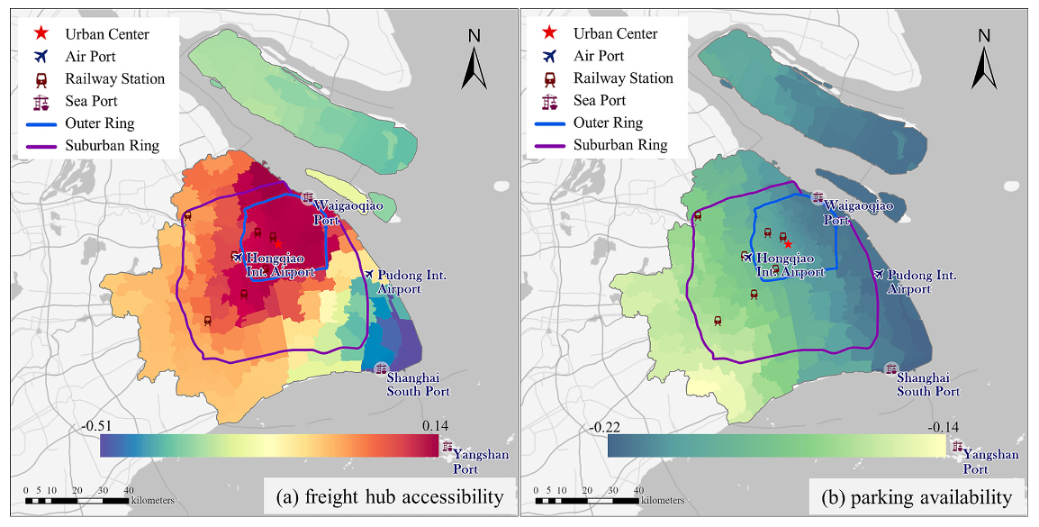 Urban Center
Air Port
Railway Station
Sea Port
Outer Ring
Suburban Ring
N
Waigaoqiao
Port
Hongqiao
Int. Airport
Pudong Int.
Airport
Shanghai
South Port
-0.51
0.14
Yangshan
Port
0 5 10 20 30 40
kilometers
(a) freight hub accessibility
Urban Center
Air Port
Railway Station
Sea Port
Outer Ring
Suburban Ring
N
Waigaoqiao
Port
Hongqiao
Int. Airport
Pudong Int.
Airport
Shanghai
South Port
-0.22
-0.14
Yangshan
Port
0 5 10 20 30 40
kilometers
(b) parking availability